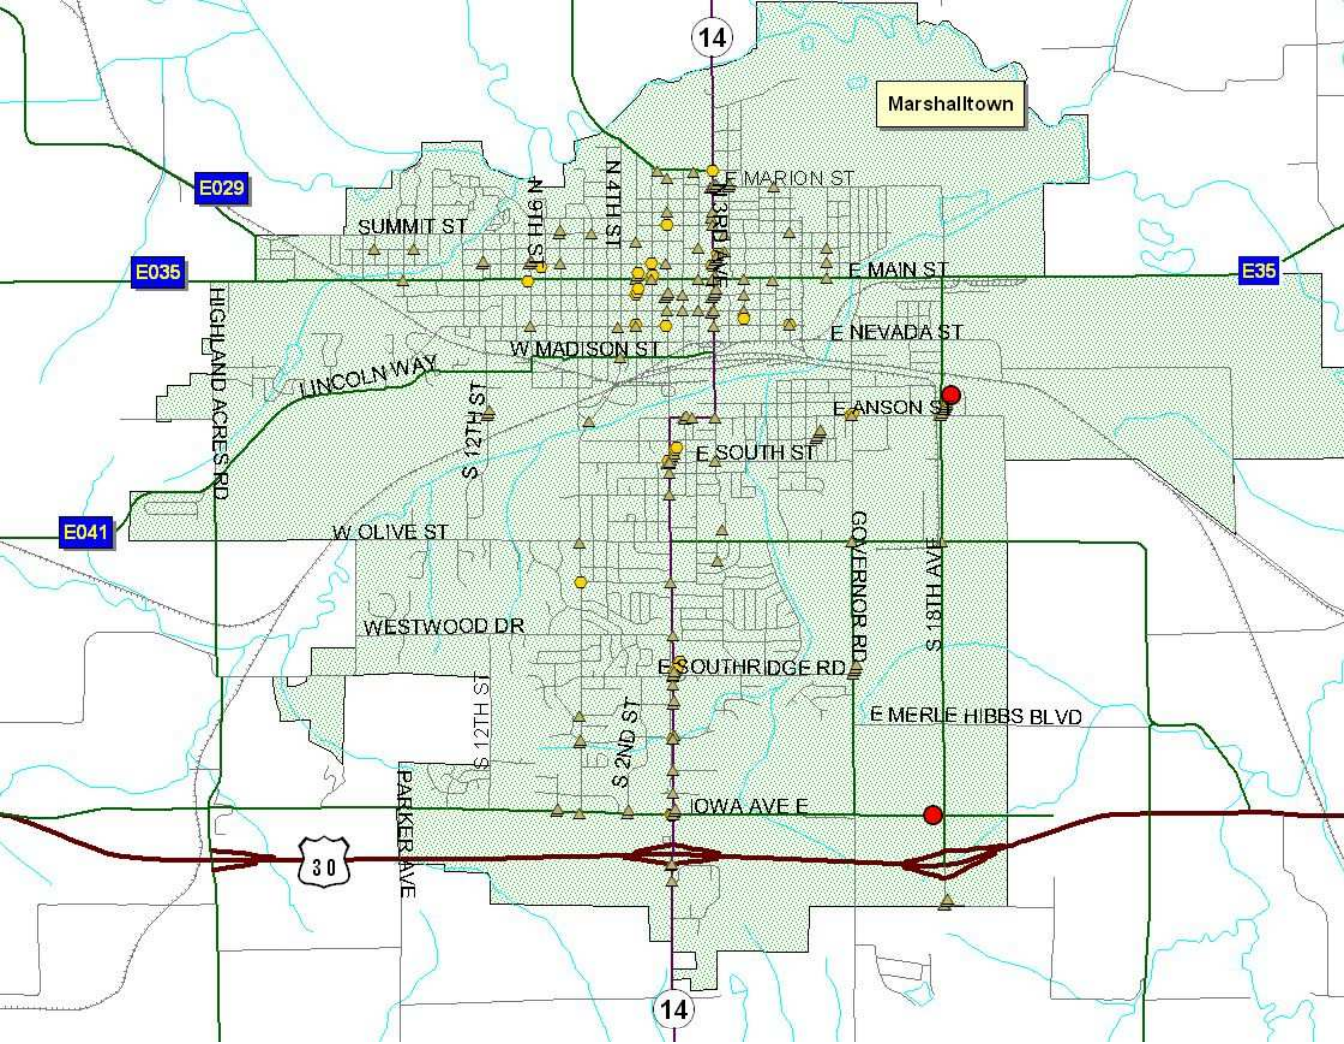 14
Marshalltown
E029
N 9TH ST
N 4TH ST
E MARION ST
SUMMIT ST
N 3RD AVE
E035
E MAIN ST
E35
HIGHLAND ACRES RD
E NEVADA ST
W MADISON ST
LINCOLN WAY
S 12TH ST
E ANSON ST
E SOUTH ST
E041
W OLIVE ST
GOVERNOR RD
S 18TH AVE
WESTWOOD DR
E SOUTHRIDGE RD
S 12TH ST
S 2ND ST
E MERLE HIBBS BLVD
PARKER AVE
IOWA AVE E
30
14